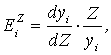 E_i^Z = \frac{dy_i}{dZ} \cdot \frac{Z}{y_i},